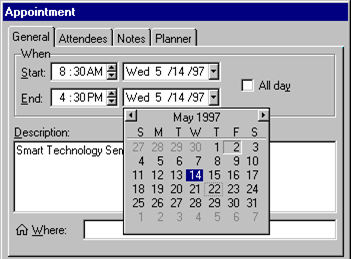 Appointment
General Attendees Notes Planner
When
Start: 8 :30AM Wed 5 /14 /97
All day
End: 4 :30PM Wed 5 /14 /97
May 1997
S M T W T F S
27 28 29 30 1 2 3
4 5 6 7 8 9 10
11 12 13 14 15 16 17
18 19 20 21 22 23 24
25 26 27 28 29 30 31
1 2 3 4 5 6 7
Description:
Smart Technology Sen
Where: